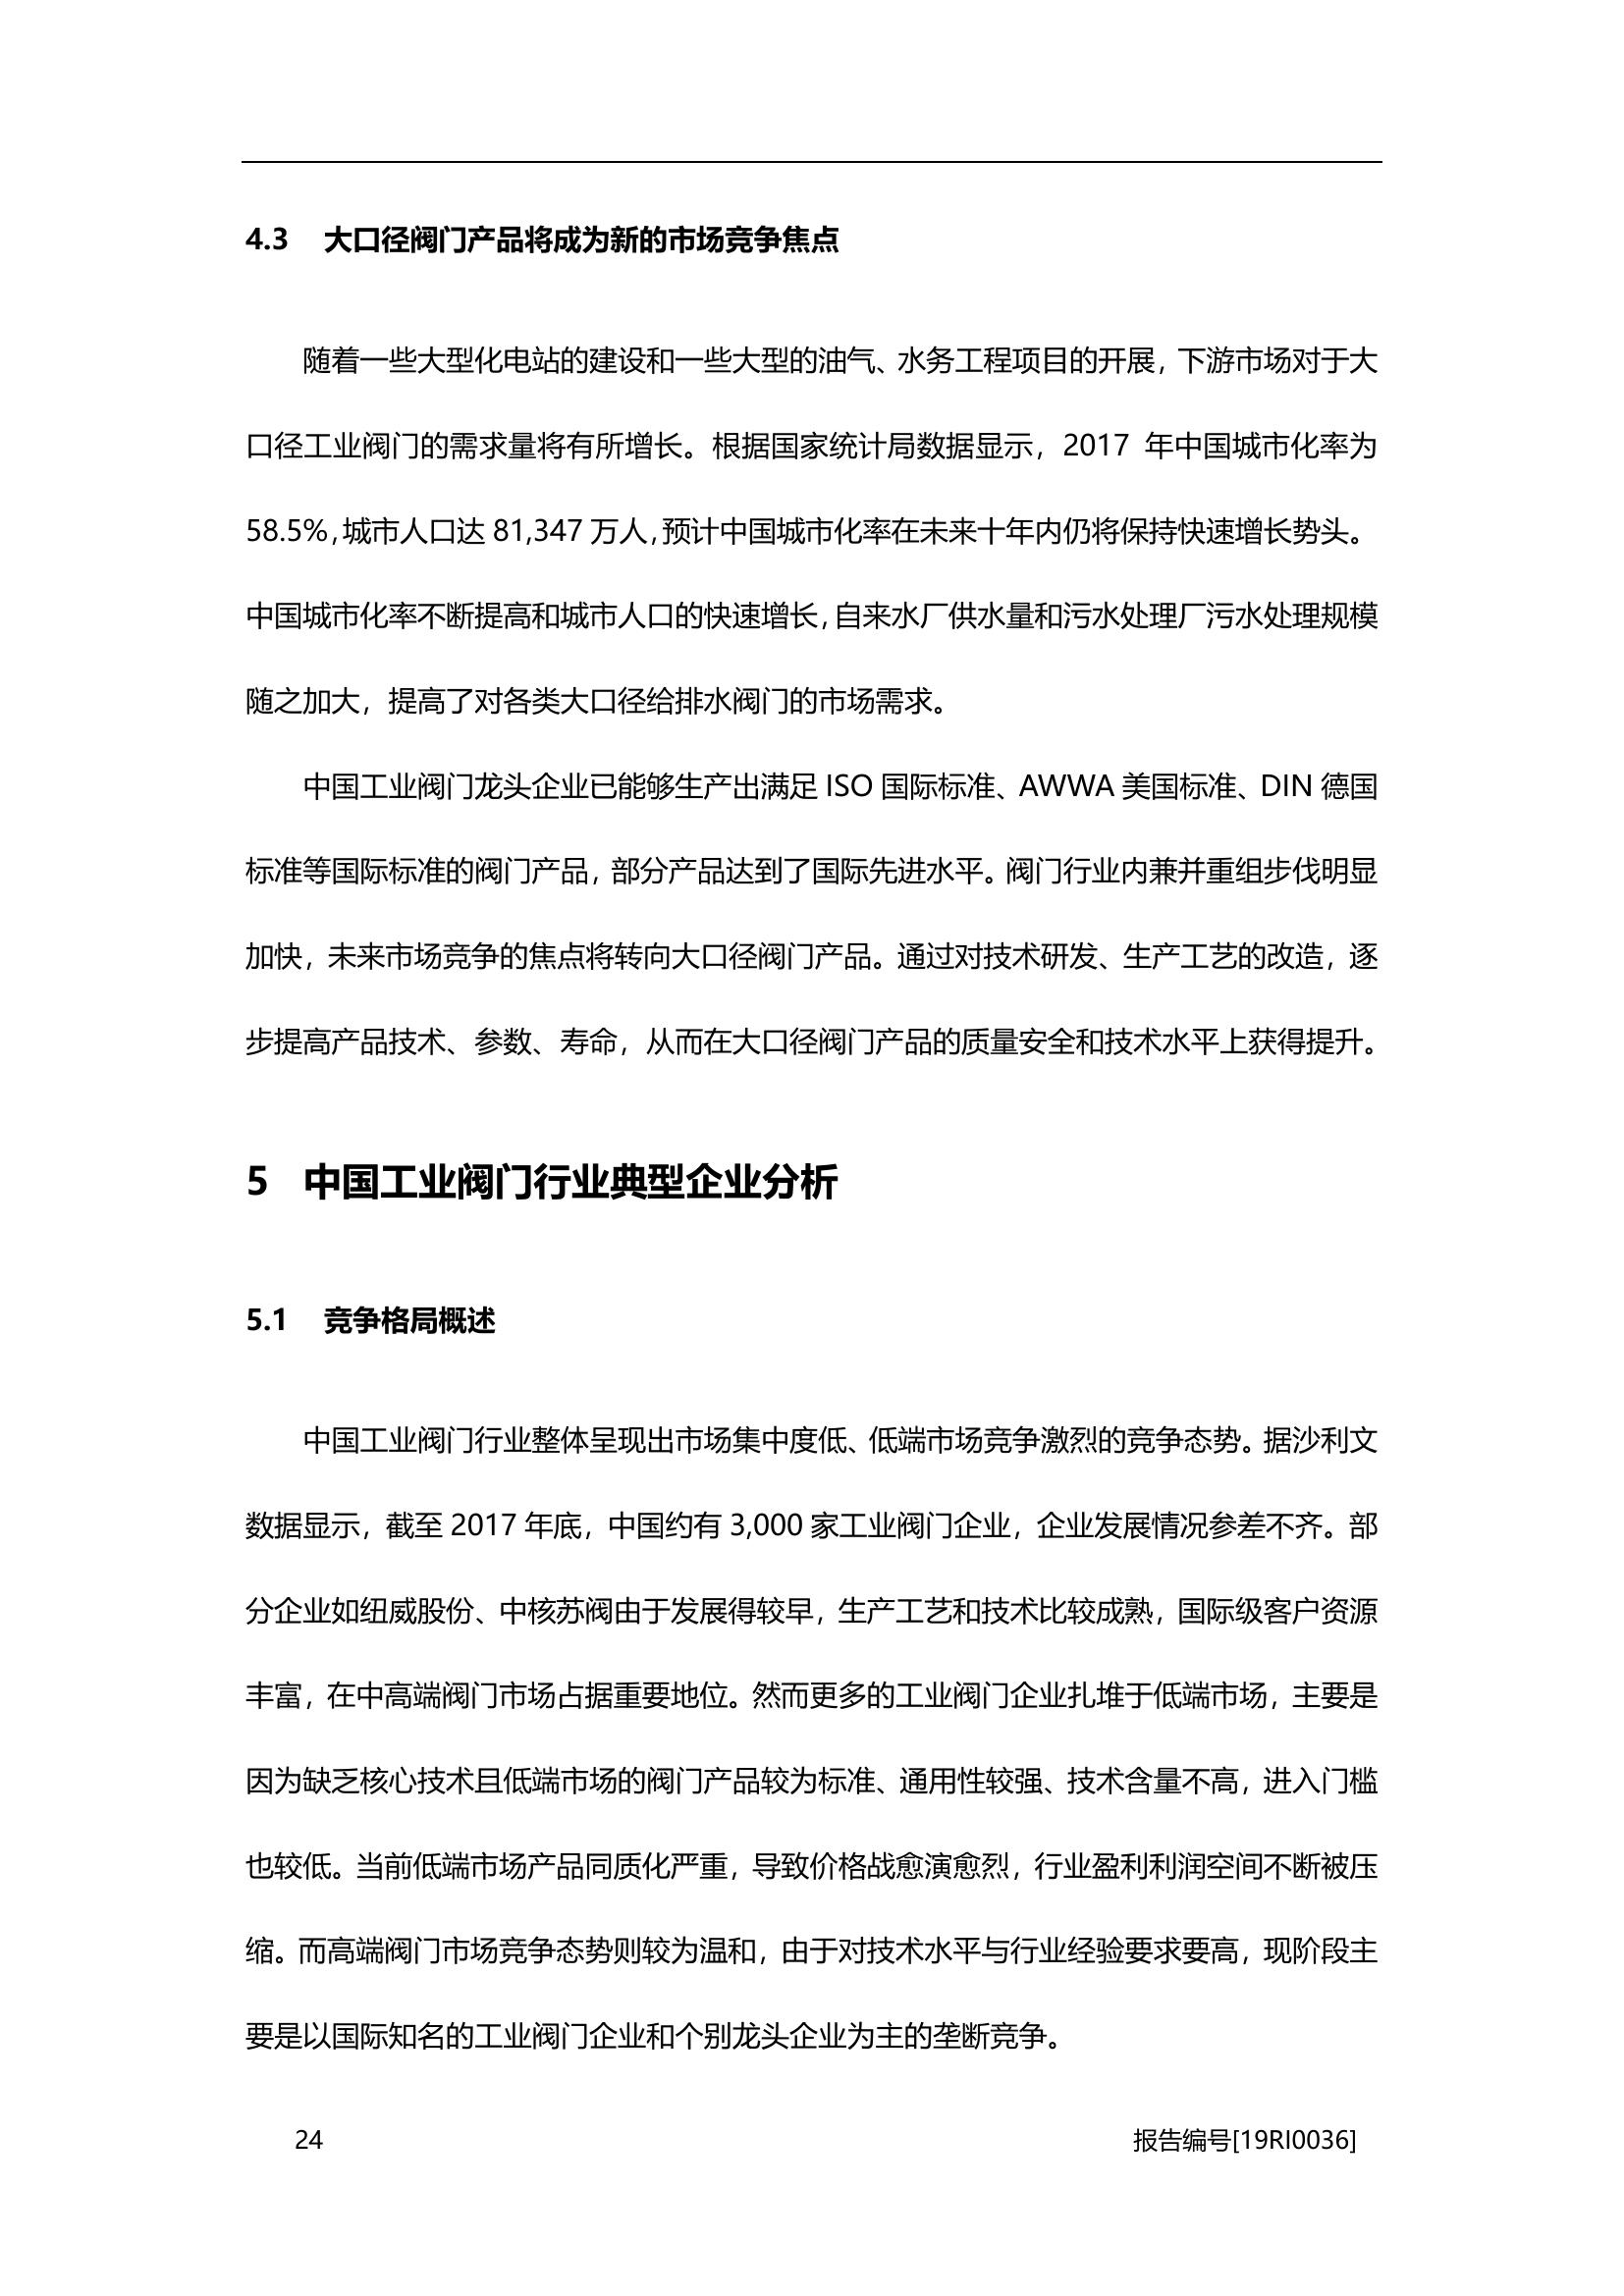 4.3 大口径阀门产品将成为新的市场竞争焦点
随着一些大型化电站的建设和一些大型的油气、水务工程项目的开展，下游市场对于大
口径工业阀门的需求量将有所增长。根据国家统计局数据显示，2017 年中国城市化率为
58.5%，城市人口达 81,347 万人，预计中国城市化率在未来十年内仍将保持快速增长势头。
中国城市化率不断提高和城市人口的快速增长，自来水厂供水量和污水处理厂污水处理规模
随之加大，提高了对各类大口径给排水阀门的市场需求。
中国工业阀门龙头企业已能够生产出满足 ISO 国际标准、AWWA 美国标准、DIN 德国
标准等国际标准的阀门产品，部分产品达到了国际先进水平。阀门行业内兼并重组步伐明显
加快，未来市场竞争的焦点将转向大口径阀门产品。通过对技术研发、生产工艺的改造，逐
步提高产品技术、参数、寿命，从而在大口径阀门产品的质量安全和技术水平上获得提升。
5 中国工业阀门行业典型企业分析
5.1 竞争格局概述
中国工业阀门行业整体呈现出市场集中度低、低端市场竞争激烈的竞争态势。据沙利文
数据显示，截至 2017 年底，中国约有 3,000 家工业阀门企业，企业发展情况参差不齐。部
分企业如纽威股份、中核苏阀由于发展得较早，生产工艺和技术比较成熟，国际级客户资源
丰富，在中高端阀门市场占据重要地位。然而更多的工业阀门企业扎堆于低端市场，主要是
因为缺乏核心技术且低端市场的阀门产品较为标准、通用性较强、技术含量不高，进入门槛
也较低。当前低端市场产品同质化严重，导致价格战愈演愈烈，行业盈利利润空间不断被压
缩。而高端阀门市场竞争态势则较为温和，由于对技术水平与行业经验要求要高，现阶段主
要是以国际知名的工业阀门企业和个别龙头企业为主的垄断竞争。
24 报告编号[19RI0036]